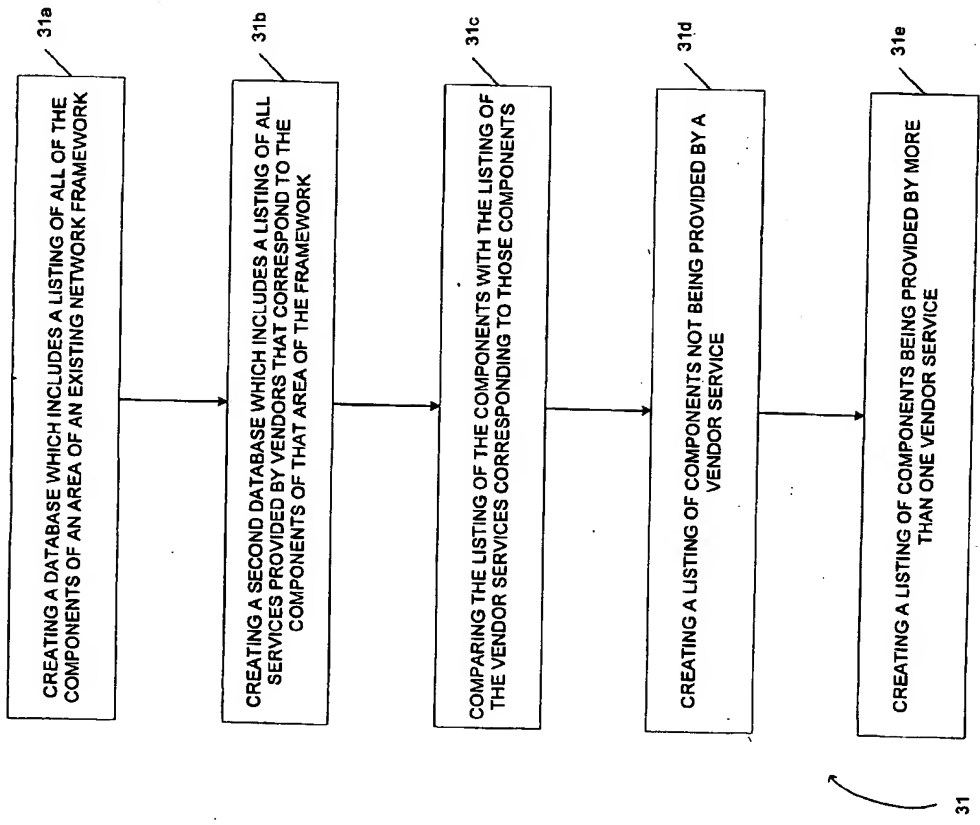 CREATING A DATABASE WHICH INCLUDES A LISTING OF ALL OF THE
COMPONENTS OF AN AREA OF AN EXISTING NETWORK FRAMEWORK
31a
CREATING A SECOND DATABASE WHICH INCLUDES A LISTING OF ALL
SERVICES PROVIDED BY VENDORS THAT CORRESPOND TO THE
COMPONENTS OF THAT AREA OF THE FRAMEWORK
31b
COMPARING THE LISTING OF THE COMPONENTS WITH THE LISTING OF
THE VENDOR SERVICES CORRESPONDING TO THOSE COMPONENTS
31c
CREATING A LISTING OF COMPONENTS NOT BEING PROVIDED BY A
VENDOR SERVICE
31d
CREATING A LISTING OF COMPONENTS BEING PROVIDED BY MORE
THAN ONE VENDOR SERVICE
31e
31